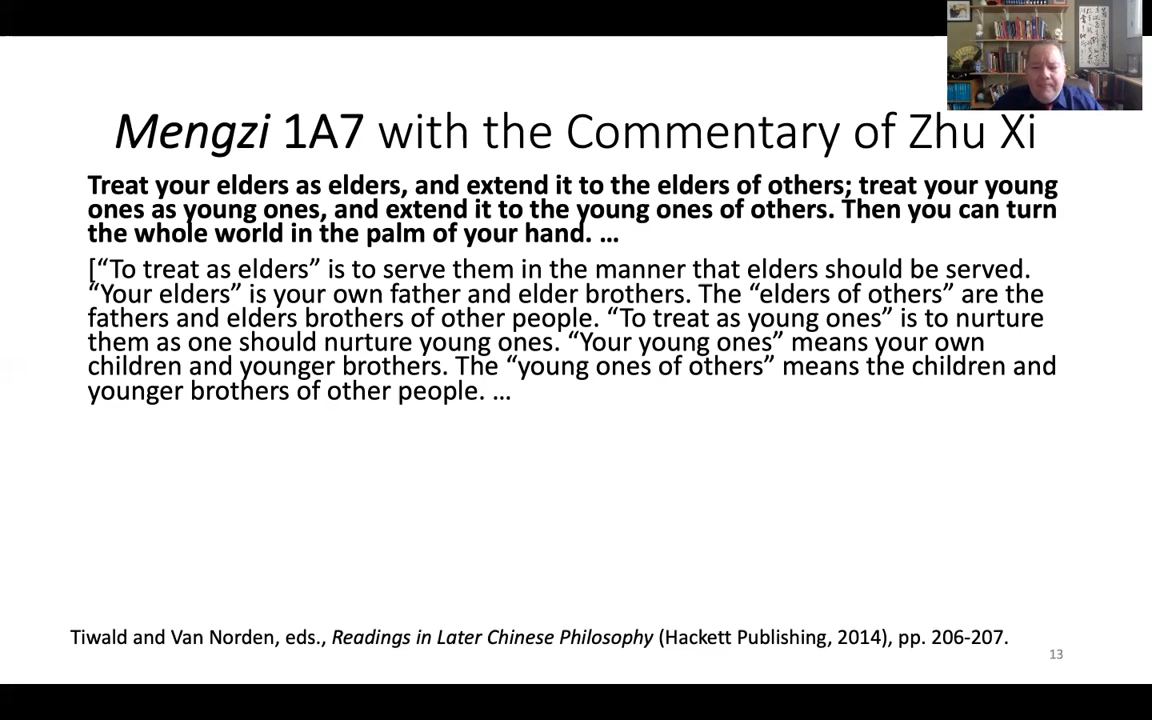 Mengzi 1A7 with the Commentary of Zhu Xi
Treat your elders as elders, and extend it to the elders of others; treat your young
ones as young ones, and extend it to the young ones of others. Then you can turn
the whole world in the palm of your hand. …
[“To treat as elders” is to serve them in the manner that elders should be served.
“Your elders” is your own father and elder brothers. The “elders of others” are the
fathers and elders brothers of other people. “To treat as young ones” is to nurture
them as one should nurture young ones. “Your young ones” means your own
children and younger brothers. The “young ones of others” means the children and
younger brothers of other people. …
Tiwald and Van Norden, eds., Readings in Later Chinese Philosophy (Hackett Publishing, 2014), pp. 206-207.
13